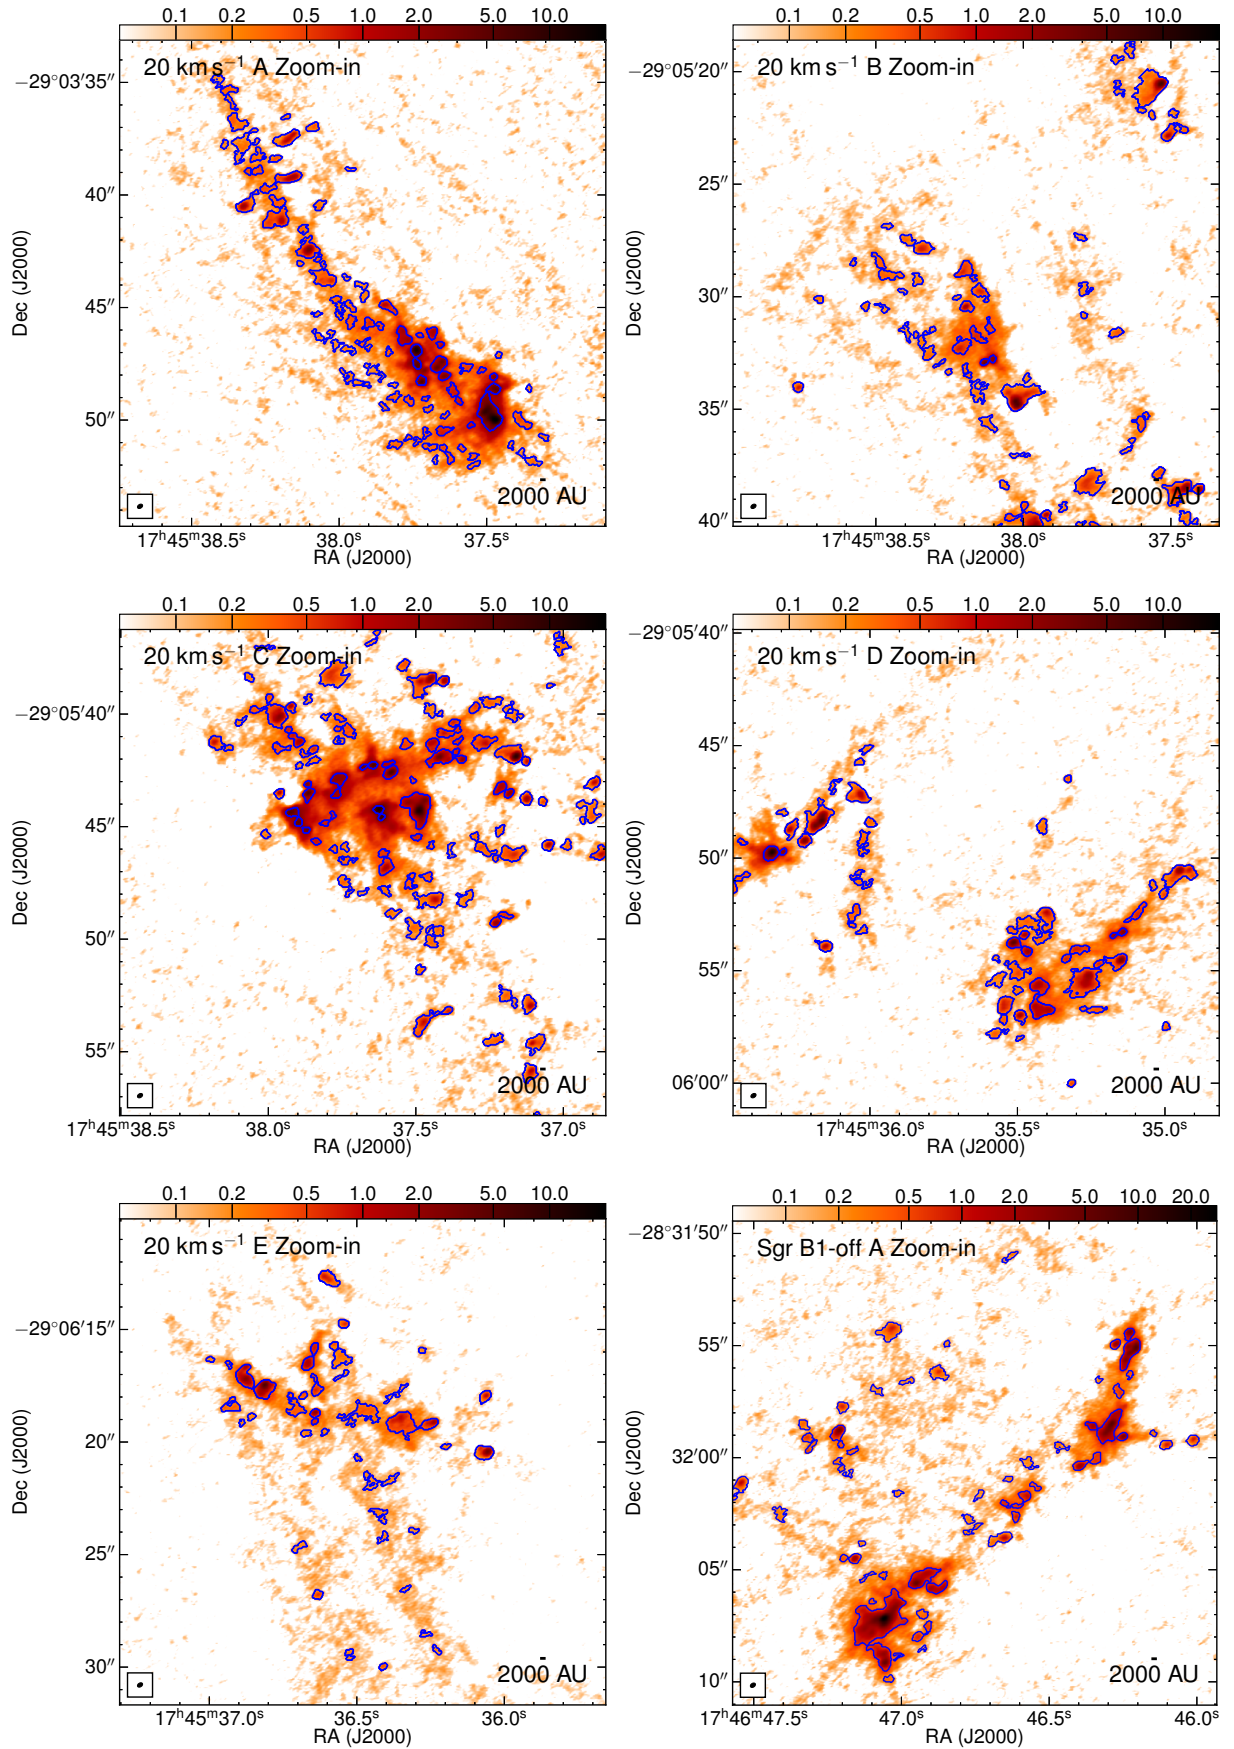 0.1 0.2 0.5 1.0 2.0 5.0 10.0
20 km s⁻¹ A Zoom-in
−29°03′35″
40″
45″
50″
Dec (J2000)
2000 AU
17ʰ45ᵐ38.5ˢ 38.0ˢ 37.5ˢ
RA (J2000)
0.1 0.2 0.5 1.0 2.0 5.0 10.0
20 km s⁻¹ B Zoom-in
−29°05′20″
25″
30″
35″
40″
Dec (J2000)
2000 AU
17ʰ45ᵐ38.5ˢ 38.0ˢ 37.5ˢ
RA (J2000)
0.1 0.2 0.5 1.0 2.0 5.0 10.0
20 km s⁻¹ C Zoom-in
−29°05′40″
45″
50″
55″
Dec (J2000)
2000 AU
17ʰ45ᵐ38.5ˢ 38.0ˢ 37.5ˢ 37.0ˢ
RA (J2000)
0.1 0.2 0.5 1.0 2.0 5.0 10.0
20 km s⁻¹ D Zoom-in
−29°05′40″
45″
50″
55″
06′00″
Dec (J2000)
2000 AU
17ʰ45ᵐ36.0ˢ 35.5ˢ 35.0ˢ
RA (J2000)
0.1 0.2 0.5 1.0 2.0 5.0 10.0
20 km s⁻¹ E Zoom-in
−29°06′15″
20″
25″
30″
Dec (J2000)
2000 AU
17ʰ45ᵐ37.0ˢ 36.5ˢ 36.0ˢ
RA (J2000)
0.1 0.2 0.5 1.0 2.0 5.0 10.0 20.0
Sgr B1-off A Zoom-in
−28°31′50″
55″
32′00″
05″
10″
Dec (J2000)
2000 AU
17ʰ46ᵐ47.5ˢ 47.0ˢ 46.5ˢ 46.0ˢ
RA (J2000)